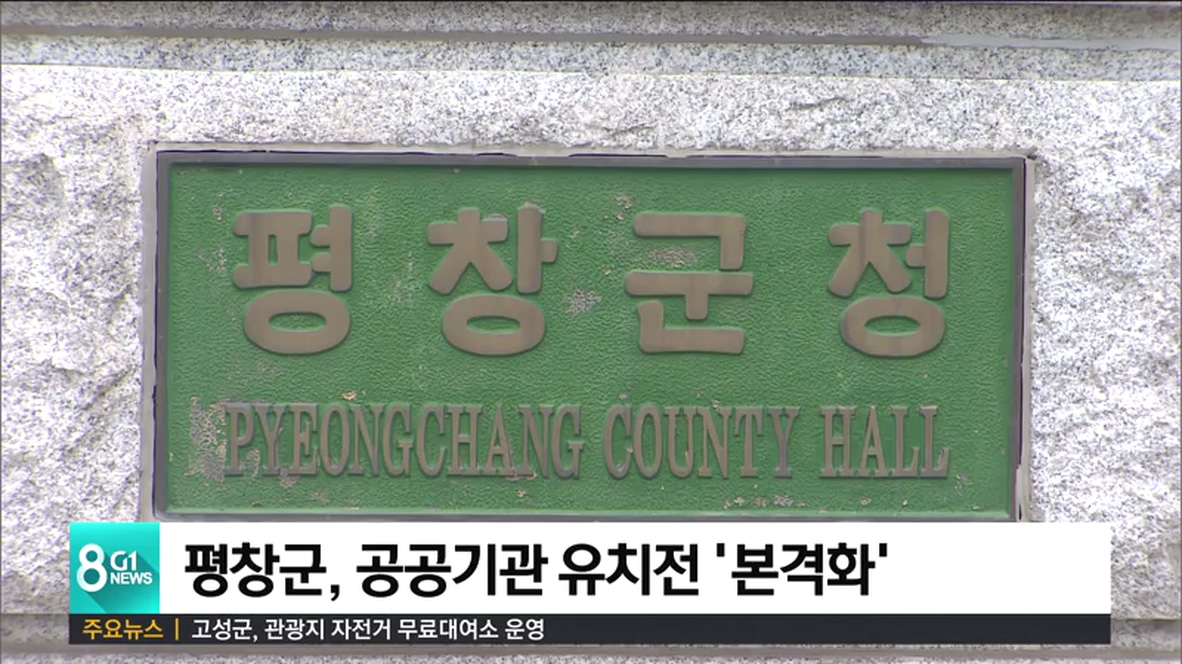 평창군청
PYEONGCHANG COUNTY HALL
8 G1 NEWS
평창군, 공공기관 유치전 '본격화'
주요뉴스 | 고성군, 관광지 자전거 무료대여소 운영